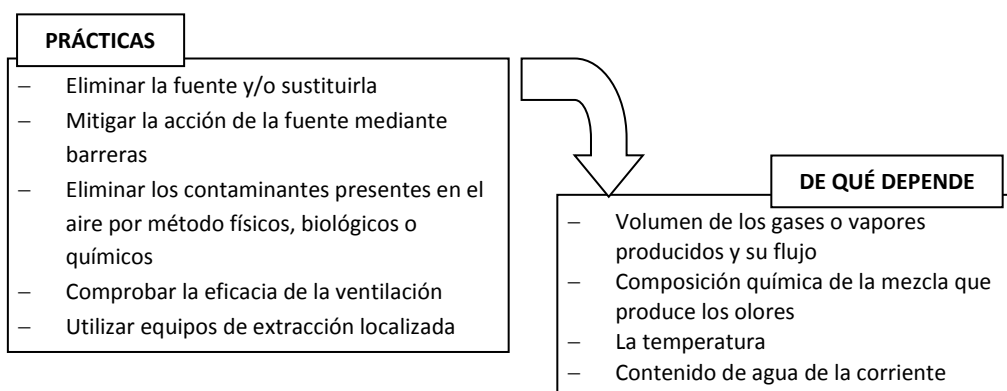 PRÁCTICAS
– Eliminar la fuente y/o sustituirla
– Mitigar la acción de la fuente mediante
barreras
– Eliminar los contaminantes presentes en el
aire por método físicos, biológicos o
químicos
– Comprobar la eficacia de la ventilación
– Utilizar equipos de extracción localizada
DE QUÉ DEPENDE
– Volumen de los gases o vapores
producidos y su flujo
– Composición química de la mezcla que
produce los olores
– La temperatura
– Contenido de agua de la corriente